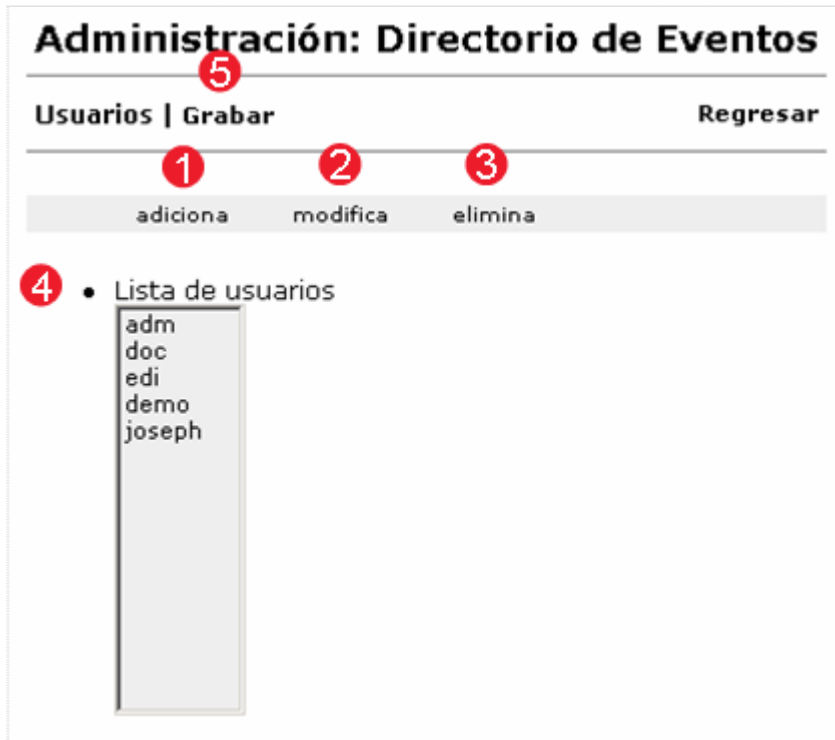 Administración: Directorio de Eventos
5
Usuarios | Grabar Regresar
1 2 3
adiciona modifica elimina
4 • Lista de usuarios
adm
doc
edi
demo
joseph